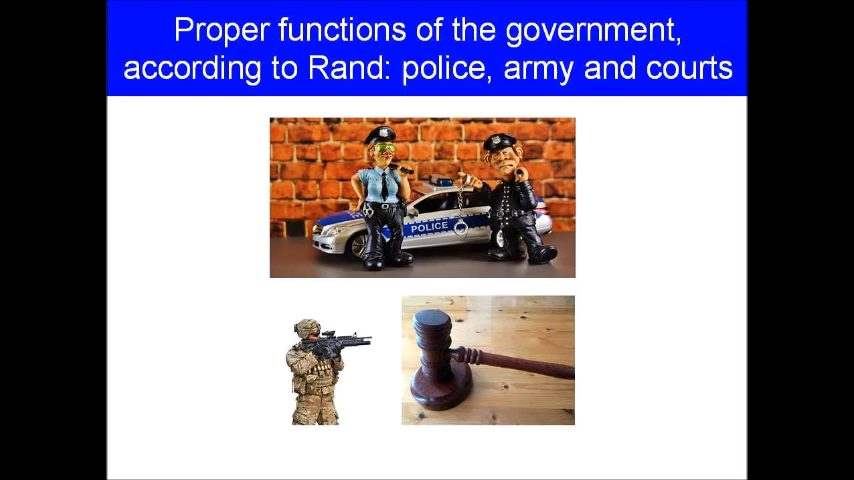 Proper functions of the government,
according to Rand: police, army and courts
POLICE